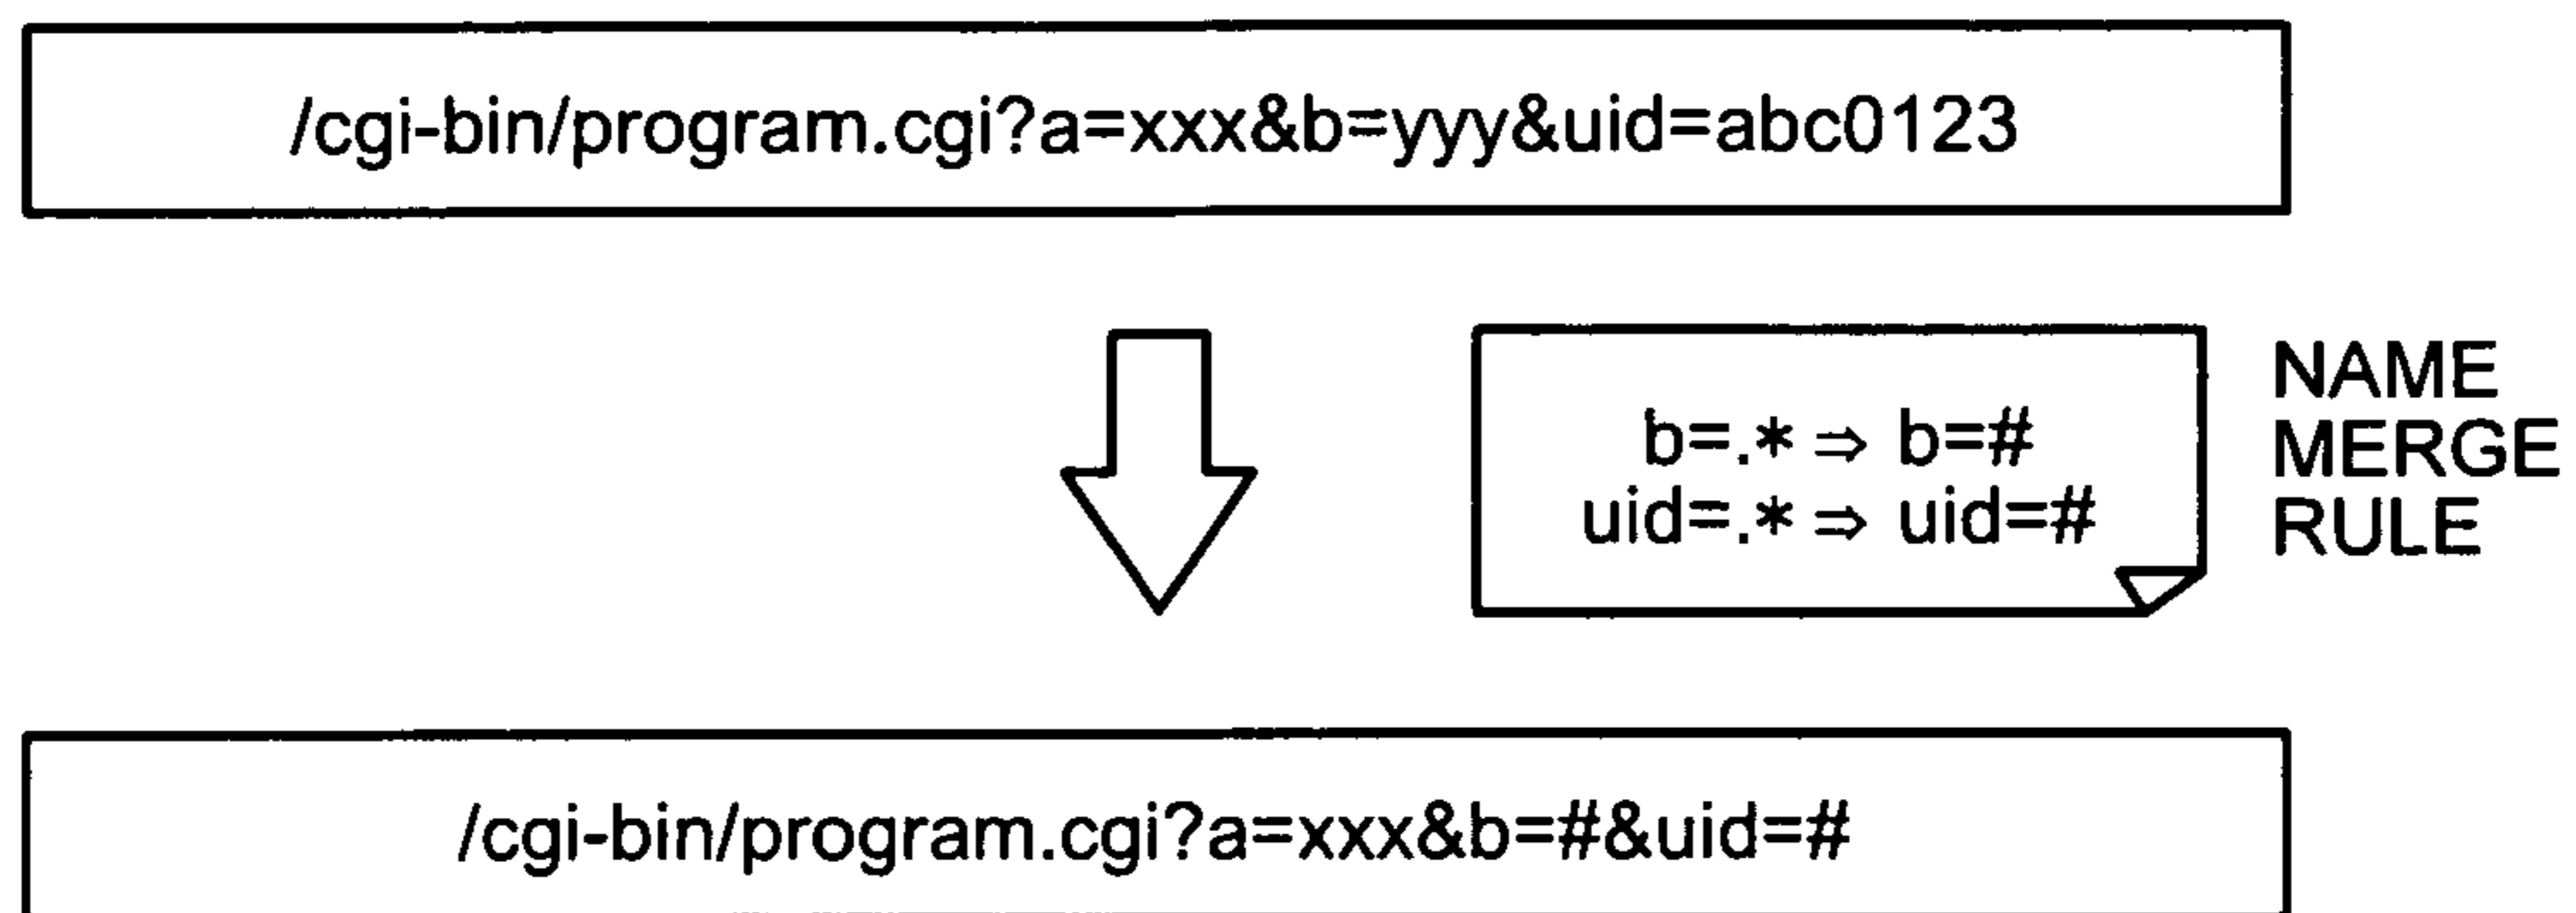 /cgi-bin/program.cgi?a=xxx&b=yyy&uid=abc0123
b=.* ⇒ b=#
uid=.* ⇒ uid=#
NAME
MERGE
RULE
/cgi-bin/program.cgi?a=xxx&b=#&uid=#